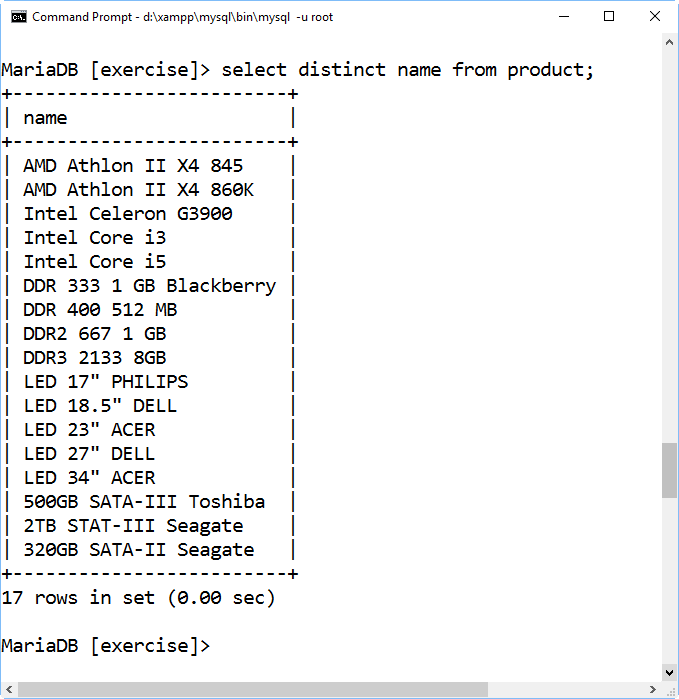 Command Prompt - d:\xampp\mysql\bin\mysql -u root
MariaDB [exercise]> select distinct name from product;
+-------------------------+
| name                    |
+-------------------------+
| AMD Athlon II X4 845    |
| AMD Athlon II X4 860K   |
| Intel Celeron G3900     |
| Intel Core i3           |
| Intel Core i5           |
| DDR 333 1 GB Blackberry |
| DDR 400 512 MB          |
| DDR2 667 1 GB           |
| DDR3 2133 8GB           |
| LED 17" PHILIPS         |
| LED 18.5" DELL          |
| LED 23" ACER            |
| LED 27" DELL            |
| LED 34" ACER            |
| 500GB SATA-III Toshiba  |
| 2TB STAT-III Seagate    |
| 320GB SATA-II Seagate   |
+-------------------------+
17 rows in set (0.00 sec)
MariaDB [exercise]>